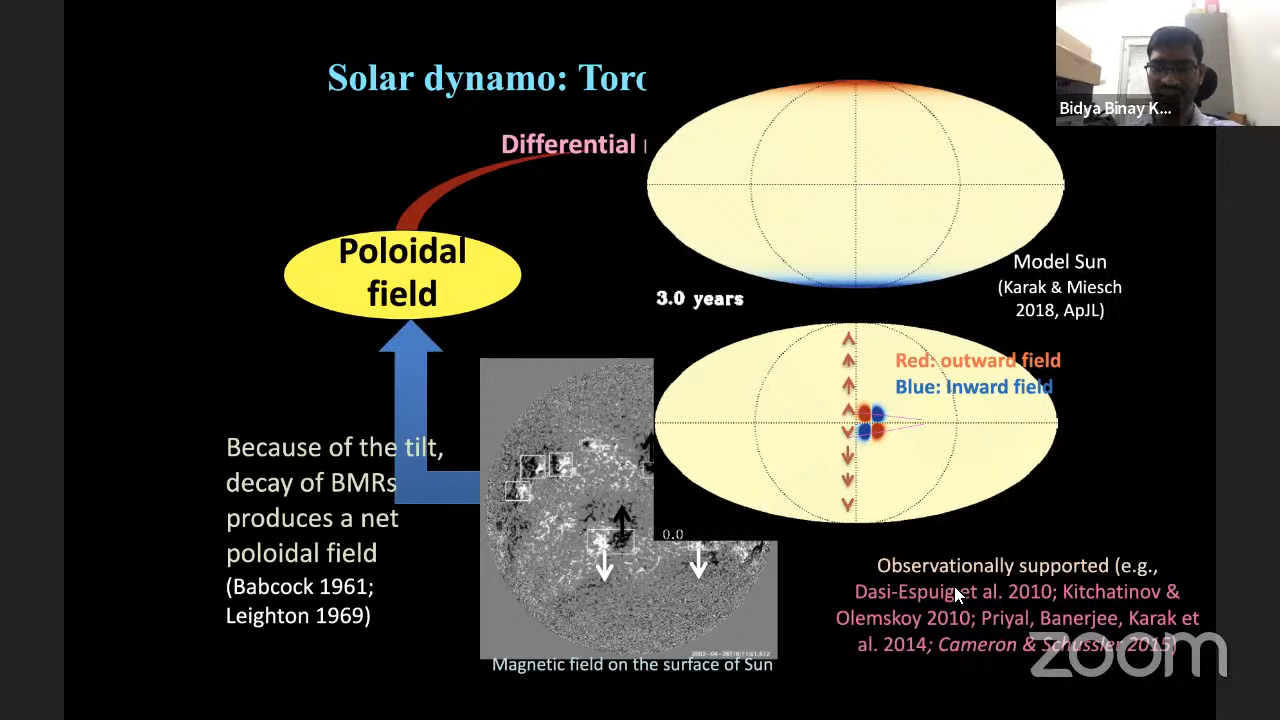 Solar dynamo: Toro
Bidya Binay K...
Differential
Poloidal
field
Model Sun
(Karak & Miesch
2018, ApJL)
3.0 years
Red: outward field
Blue: Inward field
Because of the tilt,
decay of BMRs
produces a net
poloidal field
(Babcock 1961;
Leighton 1969)
0.0
Observationally supported (e.g.,
Dasi-Espuig et al. 2010; Kitchatinov &
Olemskoy 2010; Priyal, Banerjee, Karak et
al. 2014; Cameron & Schussler 2015)
zoom
Magnetic field on the surface of Sun